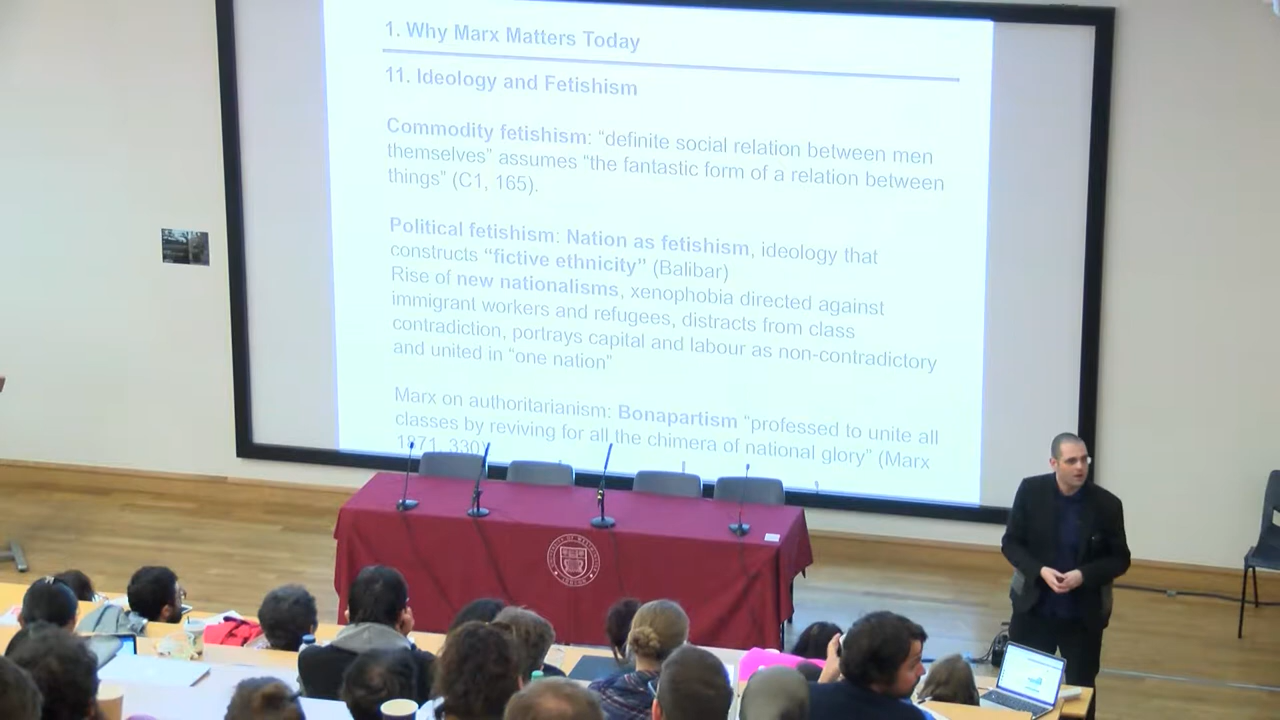 1. Why Marx Matters Today
11. Ideology and Fetishism
Commodity fetishism: “definite social relation between men
themselves” assumes “the fantastic form of a relation between
things” (C1, 165).
Political fetishism: Nation as fetishism, ideology that
constructs “fictive ethnicity” (Balibar)
Rise of new nationalisms, xenophobia directed against
immigrant workers and refugees, distracts from class
contradiction, portrays capital and labour as non-contradictory
and united in “one nation”
Marx on authoritarianism: Bonapartism “professed to unite all
classes by reviving for all the chimera of national glory” (Marx
1871, 330)